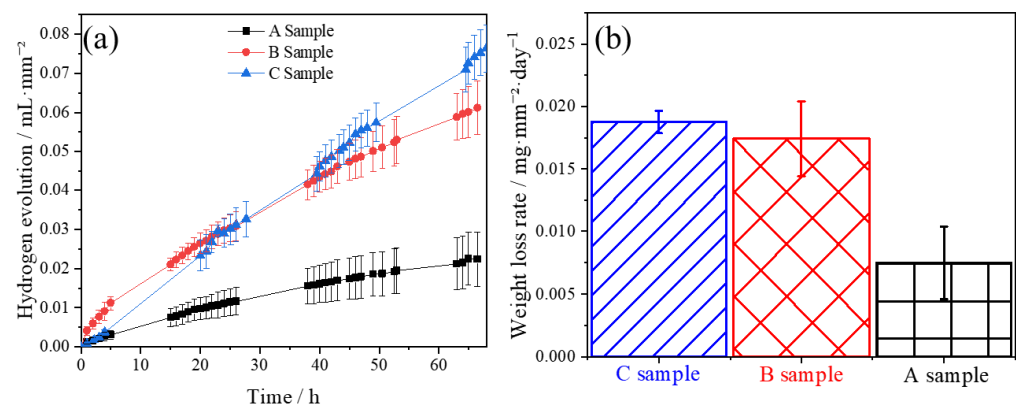 (a)
A Sample
B Sample
C Sample
Hydrogen evolution / mL·mm⁻²
0.08
0.07
0.06
0.05
0.04
0.03
0.02
0.01
0.00
0 10 20 30 40 50 60
Time / h
(b)
Weight loss rate / mg·mm⁻²·day⁻¹
0.025
0.020
0.015
0.010
0.005
0.000
C sample B sample A sample